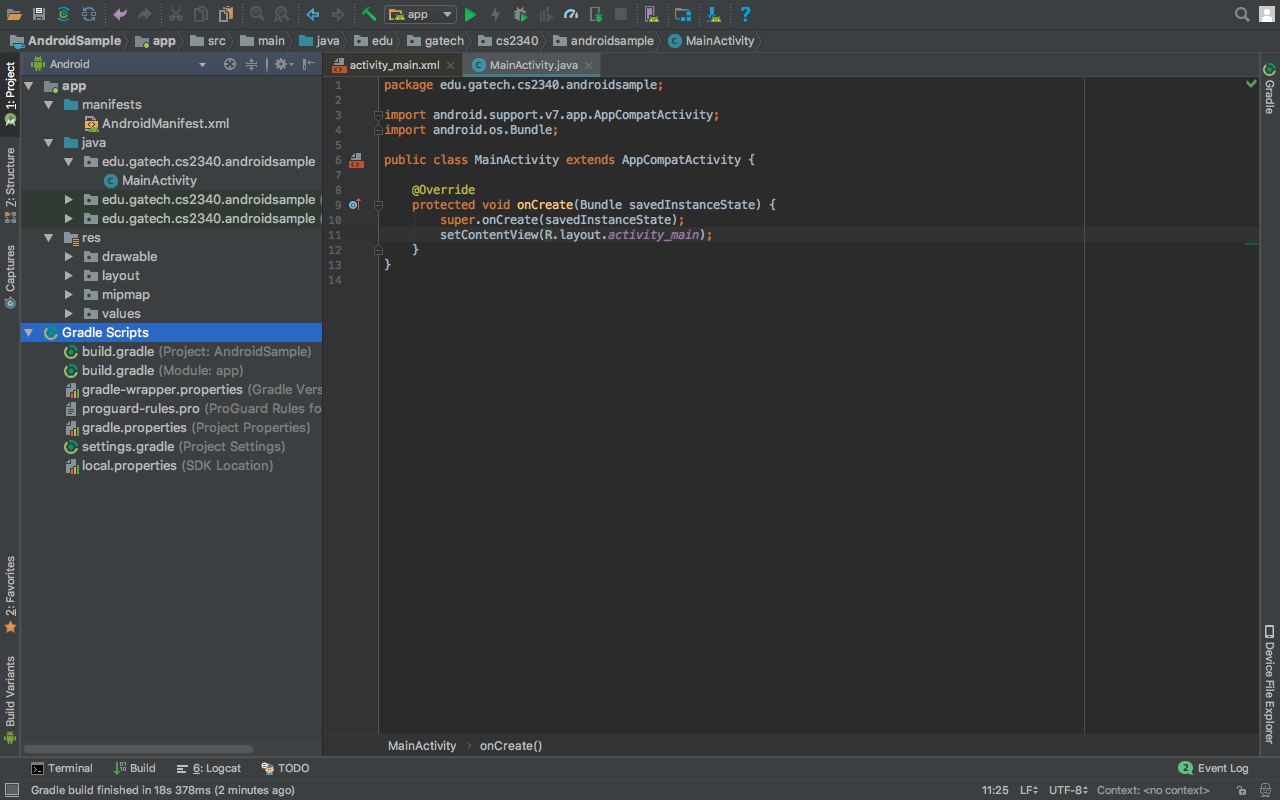 app
AndroidSample app src main java edu gatech cs2340 androidsample MainActivity
Android
activity_main.xml MainActivity.java
1: Project
Z: Structure
Captures
2: Favorites
Build Variants
app
manifests
AndroidManifest.xml
java
edu.gatech.cs2340.androidsample
MainActivity
edu.gatech.cs2340.androidsample (
edu.gatech.cs2340.androidsample (
res
drawable
layout
mipmap
values
Gradle Scripts
build.gradle (Project: AndroidSample)
build.gradle (Module: app)
gradle-wrapper.properties (Gradle Vers
proguard-rules.pro (ProGuard Rules fo
gradle.properties (Project Properties)
settings.gradle (Project Settings)
local.properties (SDK Location)
1 package edu.gatech.cs2340.androidsample;
2
3 import android.support.v7.app.AppCompatActivity;
4 import android.os.Bundle;
5
6 public class MainActivity extends AppCompatActivity {
7
8 @Override
9 protected void onCreate(Bundle savedInstanceState) {
10 super.onCreate(savedInstanceState);
11 setContentView(R.layout.activity_main);
12 }
13 }
14
Gradle
Device File Explorer
MainActivity › onCreate()
Terminal Build 6: Logcat TODO 2 Event Log
Gradle build finished in 18s 378ms (2 minutes ago) 11:25 LF UTF-8 Context: <no context>